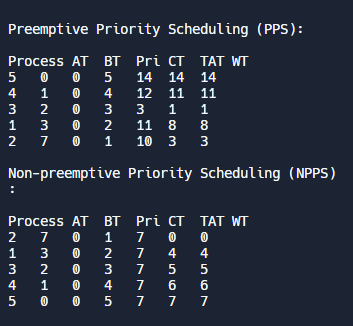 Preemptive Priority Scheduling (PPS):
Process AT BT Pri CT TAT WT
5 0 0 5 14 14 14
4 1 0 4 12 11 11
3 2 0 3 3 1 1
1 3 0 2 11 8 8
2 7 0 1 10 3 3
Non-preemptive Priority Scheduling (NPPS)
:
Process AT BT Pri CT TAT WT
2 7 0 1 7 0 0
1 3 0 2 7 4 4
3 2 0 3 7 5 5
4 1 0 4 7 6 6
5 0 0 5 7 7 7